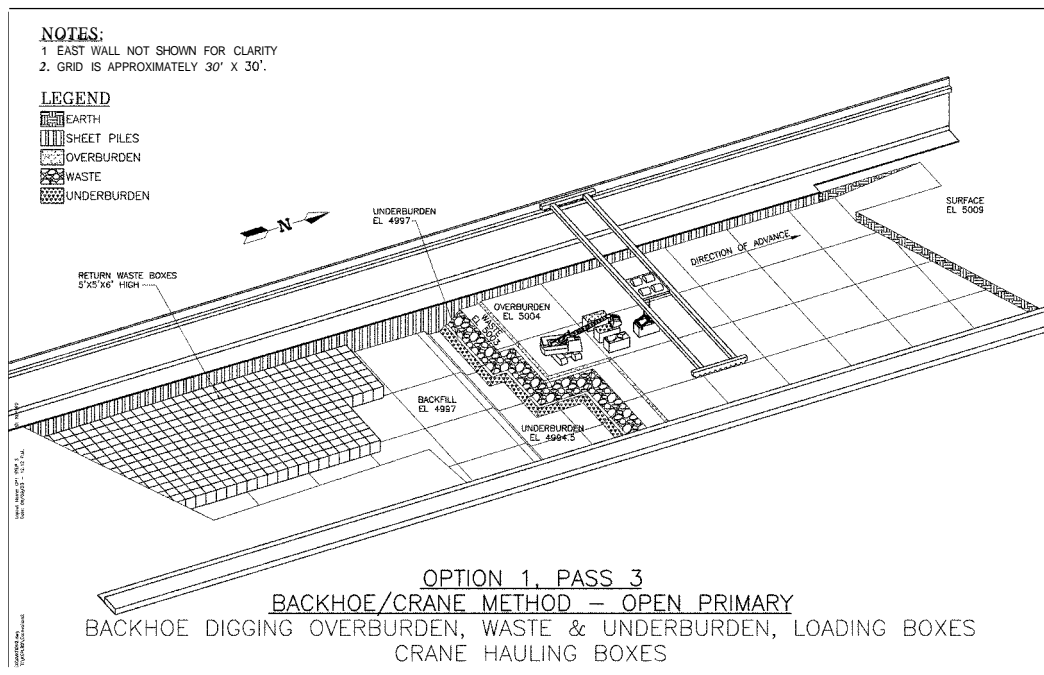 NOTES:
1 EAST WALL NOT SHOWN FOR CLARITY
2. GRID IS APPROXIMATELY 30' X 30'.
LEGEND
EARTH
SHEET PILES
OVERBURDEN
WASTE
UNDERBURDEN
N
UNDERBURDEN
EL 4997
RETURN WASTE BOXES
5'X5'X6' HIGH
SURFACE
EL 5009
DIRECTION OF ADVANCE
OVERBURDEN
EL 5004
WASTE
BACKFILL
EL 4997
UNDERBURDEN
EL 4994.5
OPTION 1, PASS 3
BACKHOE/CRANE METHOD – OPEN PRIMARY
BACKHOE DIGGING OVERBURDEN, WASTE & UNDERBURDEN, LOADING BOXES
CRANE HAULING BOXES